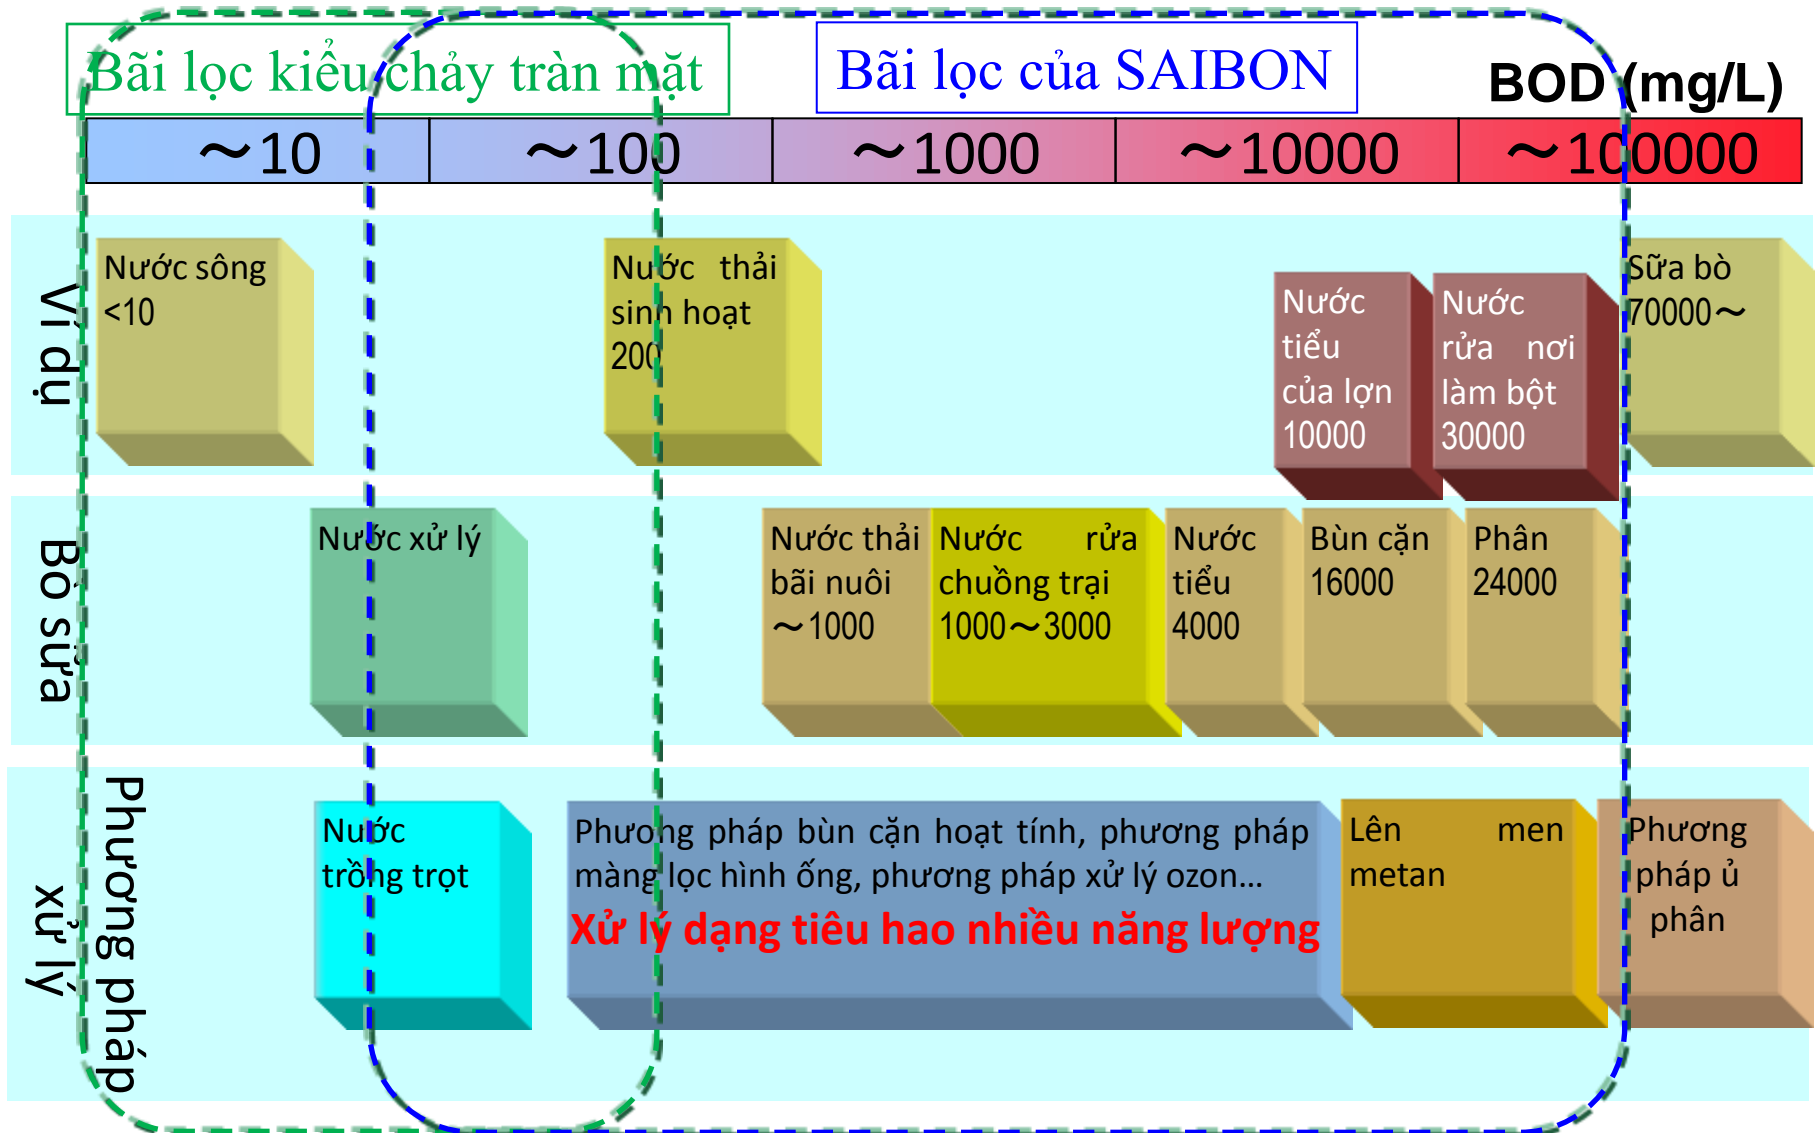 Bãi lọc kiểu chảy tràn mặt
Bãi lọc của SAIBON
BOD (mg/L)
～10
～100
～1000
～10000
～100000
Ví dụ
Nước sông
<10
Nước thải
sinh hoạt
200
Nước
tiểu
của lợn
10000
Nước
rửa nơi
làm bột
30000
Sữa bò
70000～
Bò sữa
Nước xử lý
Nước thải
bãi nuôi
～1000
Nước rửa
chuồng trại
1000～3000
Nước
tiểu
4000
Bùn cặn
16000
Phân
24000
Phương pháp
xử lý
Nước
trồng trọt
Phương pháp bùn cặn hoạt tính, phương pháp
màng lọc hình ống, phương pháp xử lý ozon...
Xử lý dạng tiêu hao nhiều năng lượng
Lên men
metan
Phương
pháp ủ
phân